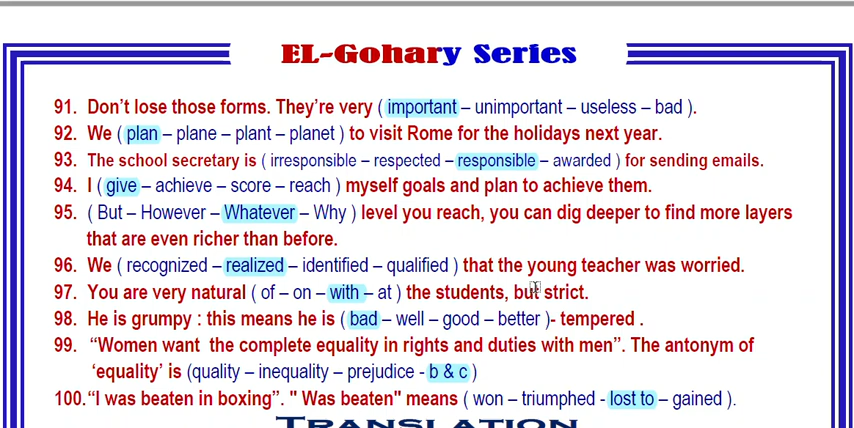 EL-Gohary Series
91. Don't lose those forms. They're very ( important – unimportant – useless – bad ).
92. We ( plan – plane – plant – planet ) to visit Rome for the holidays next year.
93. The school secretary is ( irresponsible – respected – responsible – awarded ) for sending emails.
94. I ( give – achieve – score – reach ) myself goals and plan to achieve them.
95. ( But – However – Whatever – Why ) level you reach, you can dig deeper to find more layers
that are even richer than before.
96. We ( recognized – realized – identified – qualified ) that the young teacher was worried.
97. You are very natural ( of – on – with – at ) the students, but strict.
98. He is grumpy : this means he is ( bad – well – good – better )- tempered .
99. “Women want the complete equality in rights and duties with men”. The antonym of
‘equality’ is (quality – inequality – prejudice - b & c )
100.“I was beaten in boxing”. " Was beaten" means ( won – triumphed - lost to – gained ).
TRANSLATION